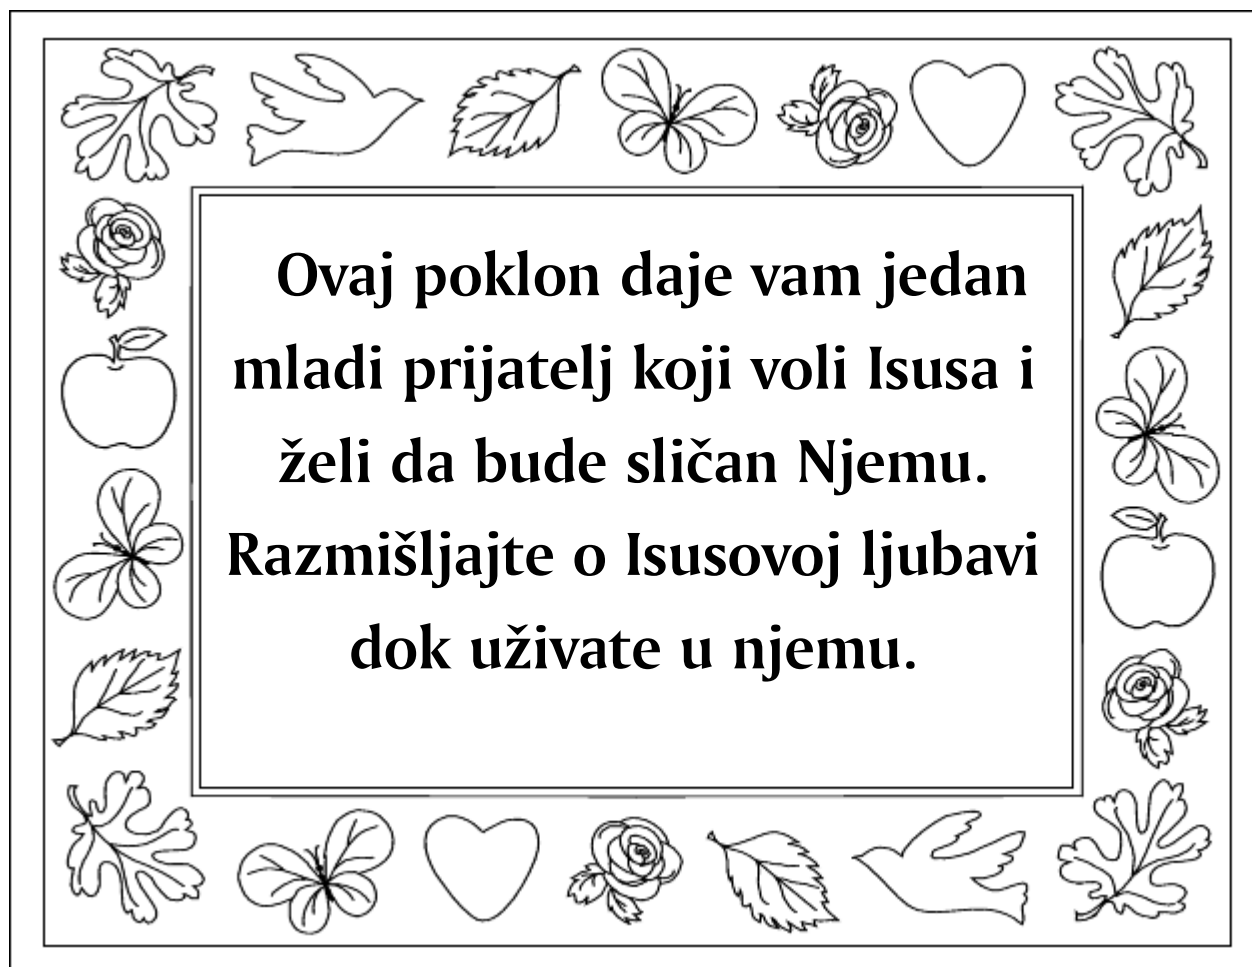 Ovaj poklon daje vam jedan
mladi prijatelj koji voli Isusa i
želi da bude sličan Njemu.
Razmišljajte o Isusovoj ljubavi
dok uživate u njemu.